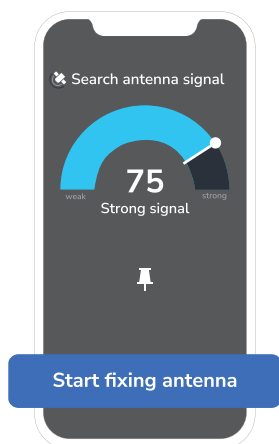 Search antenna signal
75
weak
strong
Strong signal
Start fixing antenna